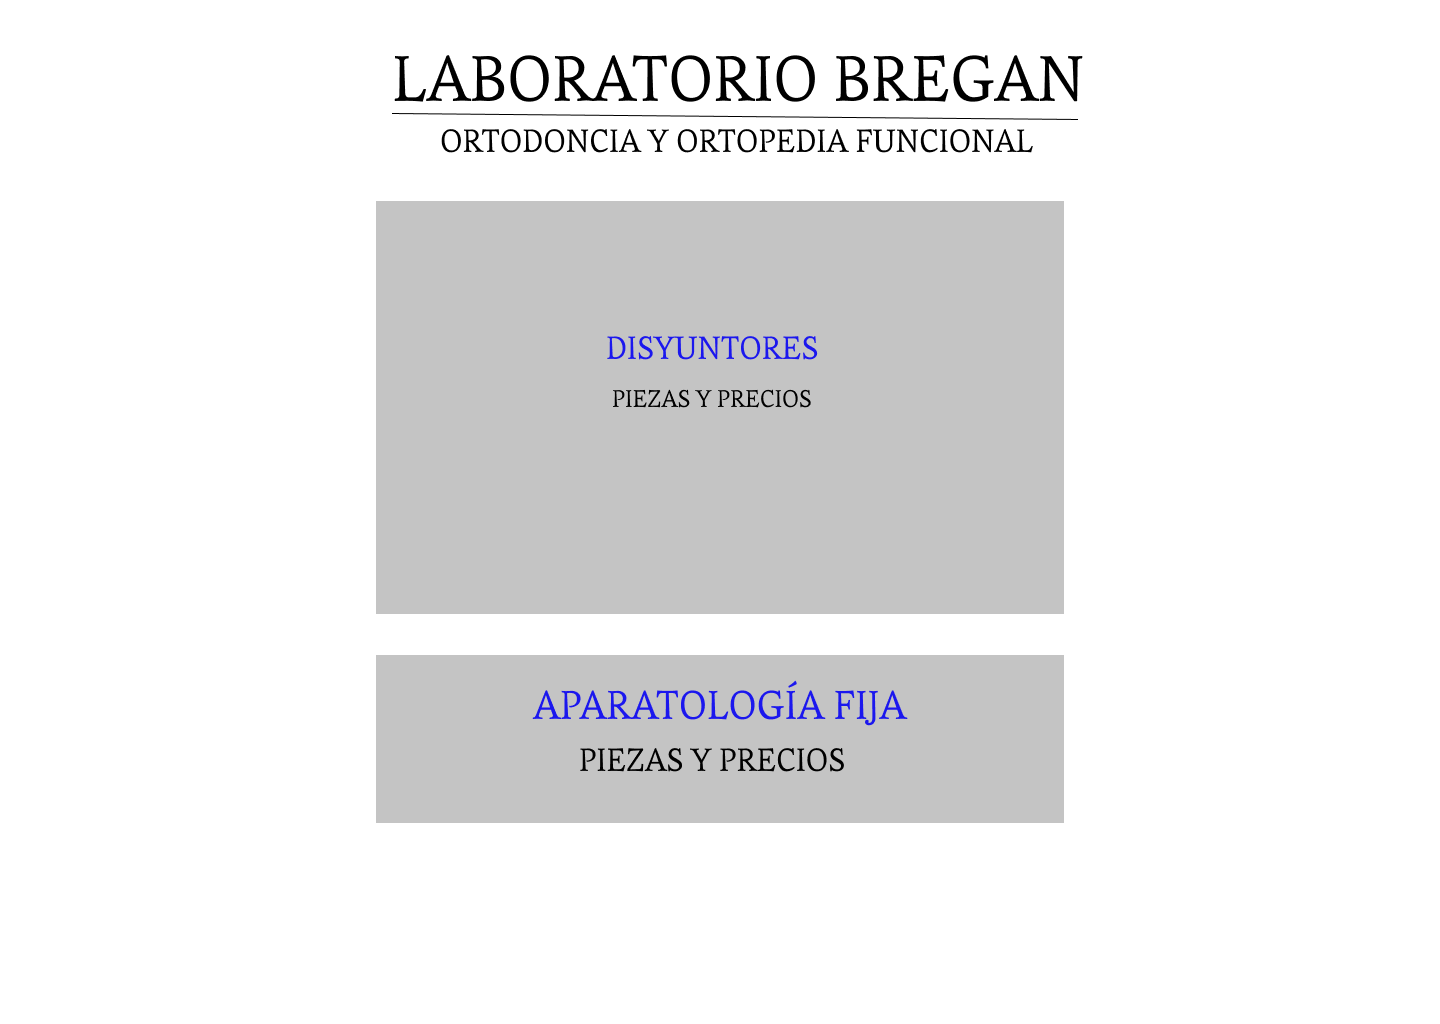 LABORATORIO BREGAN
ORTODONCIA Y ORTOPEDIA FUNCIONAL
DISYUNTORES
PIEZAS Y PRECIOS
APARATOLOGÍA FIJA
PIEZAS Y PRECIOS